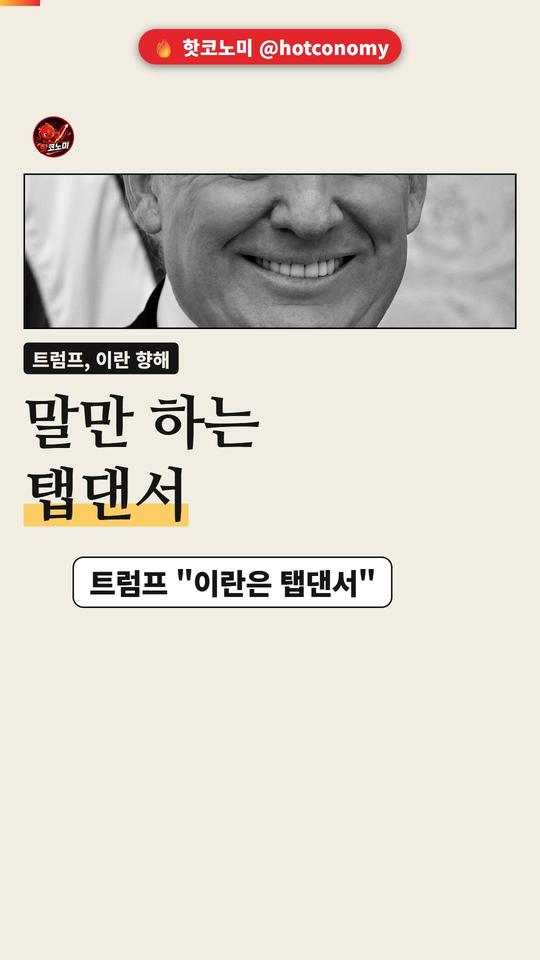 핫코노미 @hotconomy
핫코노미
트럼프, 이란 향해
말만 하는
탭댄서
트럼프 "이란은 탭댄서"